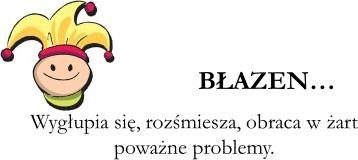 BŁAZEN…
Wygłupia się, rozśmiesza, obraca w żart
poważne problemy.